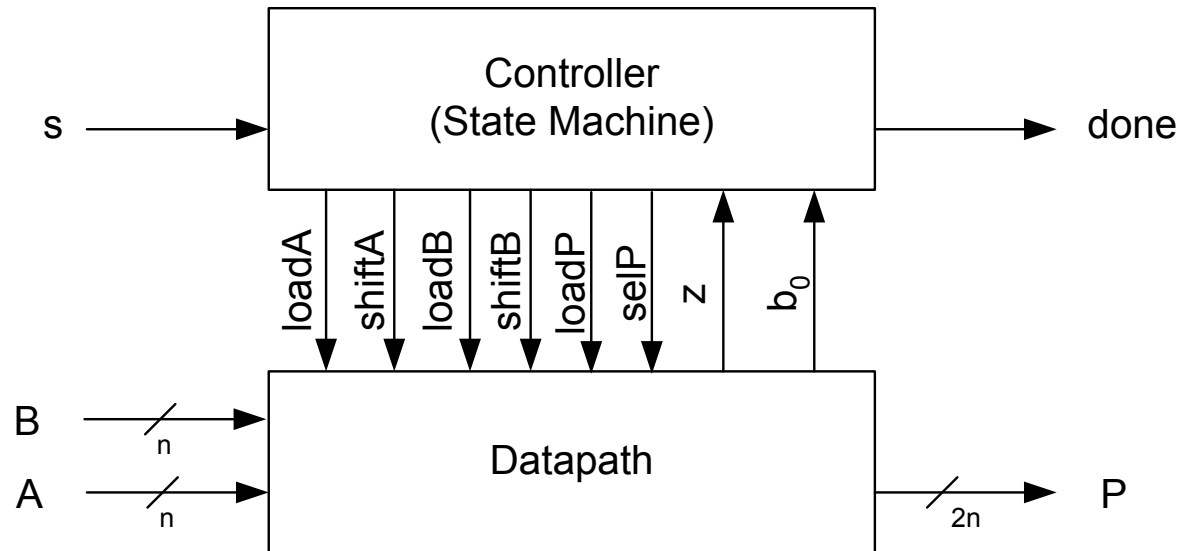 Controller
(State Machine)
s
done
loadA
shiftA
loadB
shiftB
loadP
selP
z
b₀
B
n
A
n
Datapath
2n
P